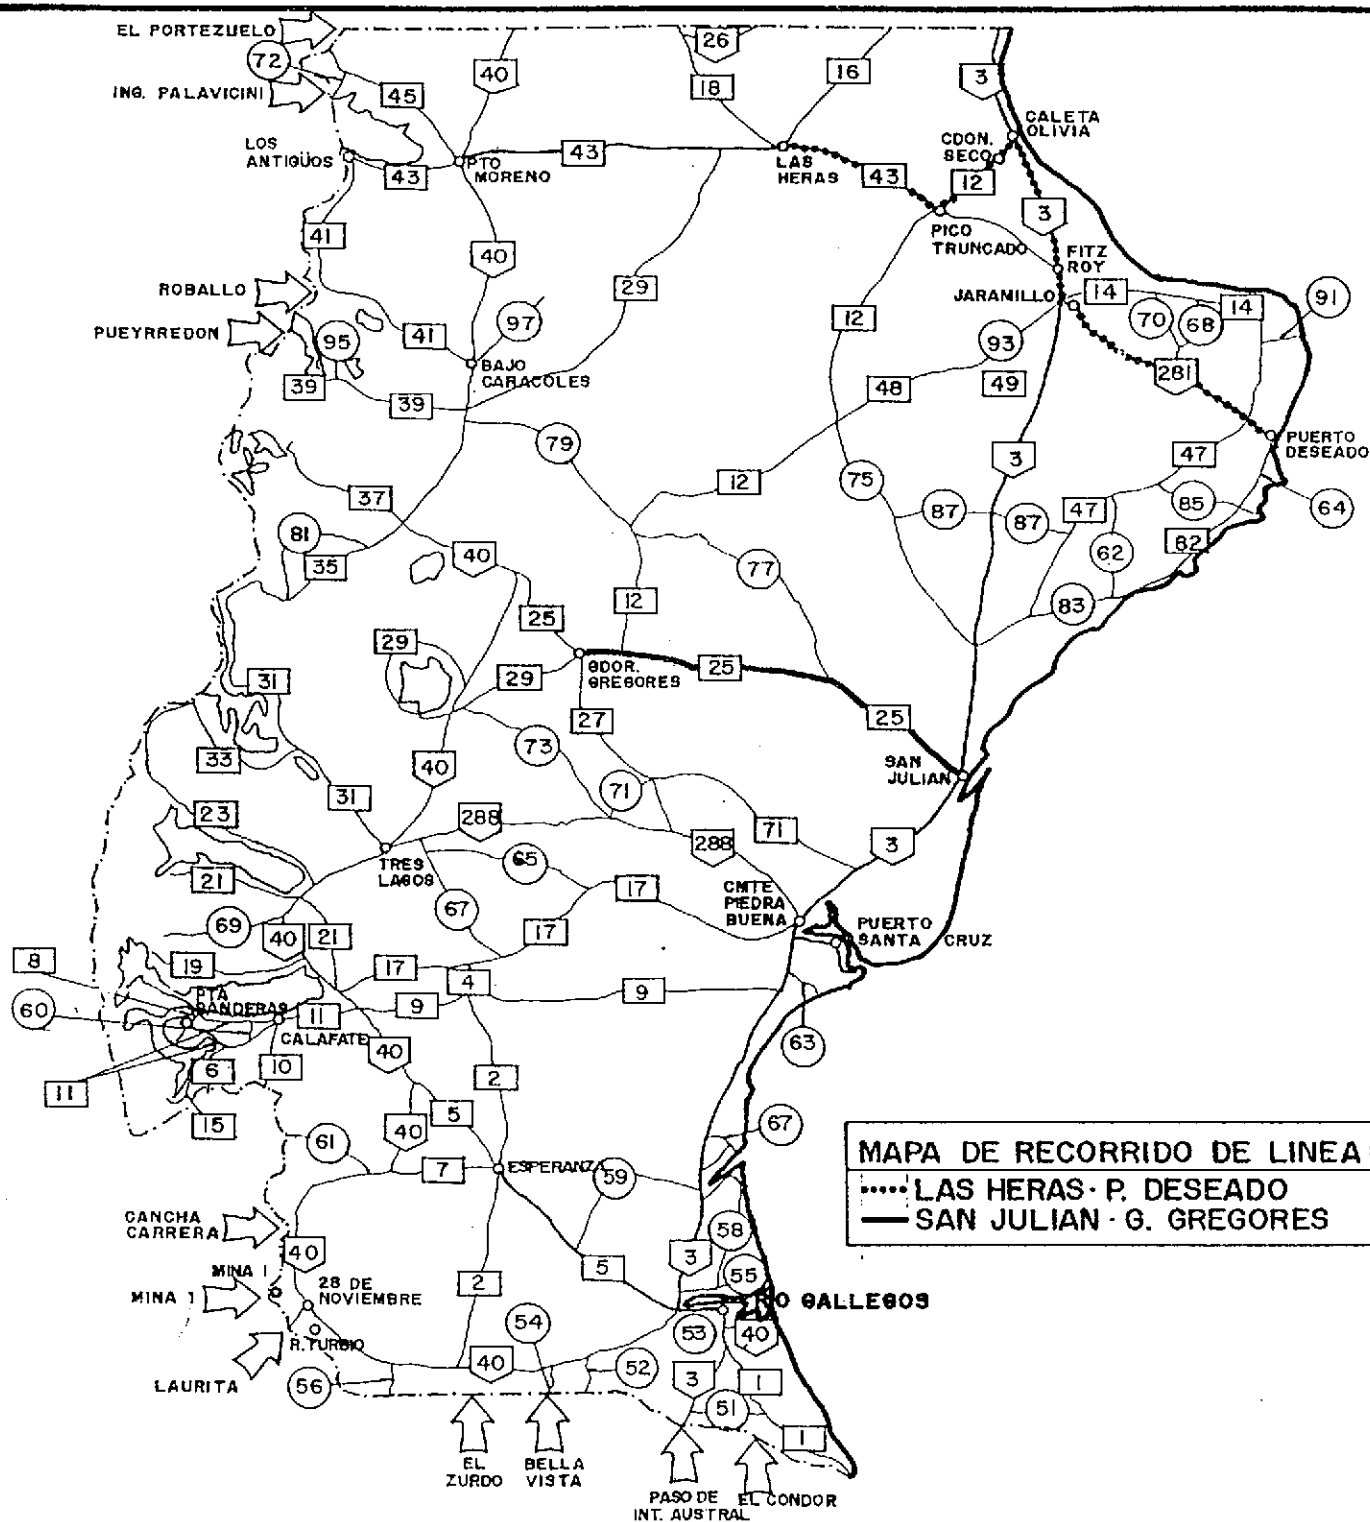 EL PORTEZUELO
72
ING. PALAVICINI
45
40
26
18
16
3
CALETA
OLIVIA
LOS
ANTIGÜOS
43
PTO
MORENO
43
LAS
HERAS
43
CDON.
SECO
12
PICO
TRUNCADO
3
FITZ
ROY
41
40
ROBALLO
29
JARAMILLO
14
14
91
PUEYRREDON
95
41
97
12
93
70
68
BAJO
CARACOLES
39
39
48
49
281
PUERTO
DESEADO
79
3
47
37
12
75
64
81
87
87
47
85
35
40
62
82
77
12
83
25
29
29
GDOR.
GREGORES
25
31
27
25
33
73
40
SAN
JULIAN
31
71
23
288
71
3
288
TRES
LAGOS
65
21
17
CMTE
PIEDRA
BUENA
67
69
PUERTO
SANTA CRUZ
40
21
17
8
19
17
4
PTA
BANDERAS
9
9
60
11
CALAFATE
63
40
11
6
10
2
15
5
67
61
40
7
ESPERANZA
59
MAPA DE RECORRIDO DE LINEA
LAS HERAS · P. DESEADO
SAN JULIAN · G. GREGORES
CANCHA
CARRERA
40
58
3
5
MINA 1
55
MINA 1
28 DE
NOVIEMBRE
2
RIO GALLEGOS
54
53
40
R. TURBIO
LAURITA
56
40
52
3
1
51
1
EL
ZURDO
BELLA
VISTA
PASO DE
INT. AUSTRAL
EL CONDOR